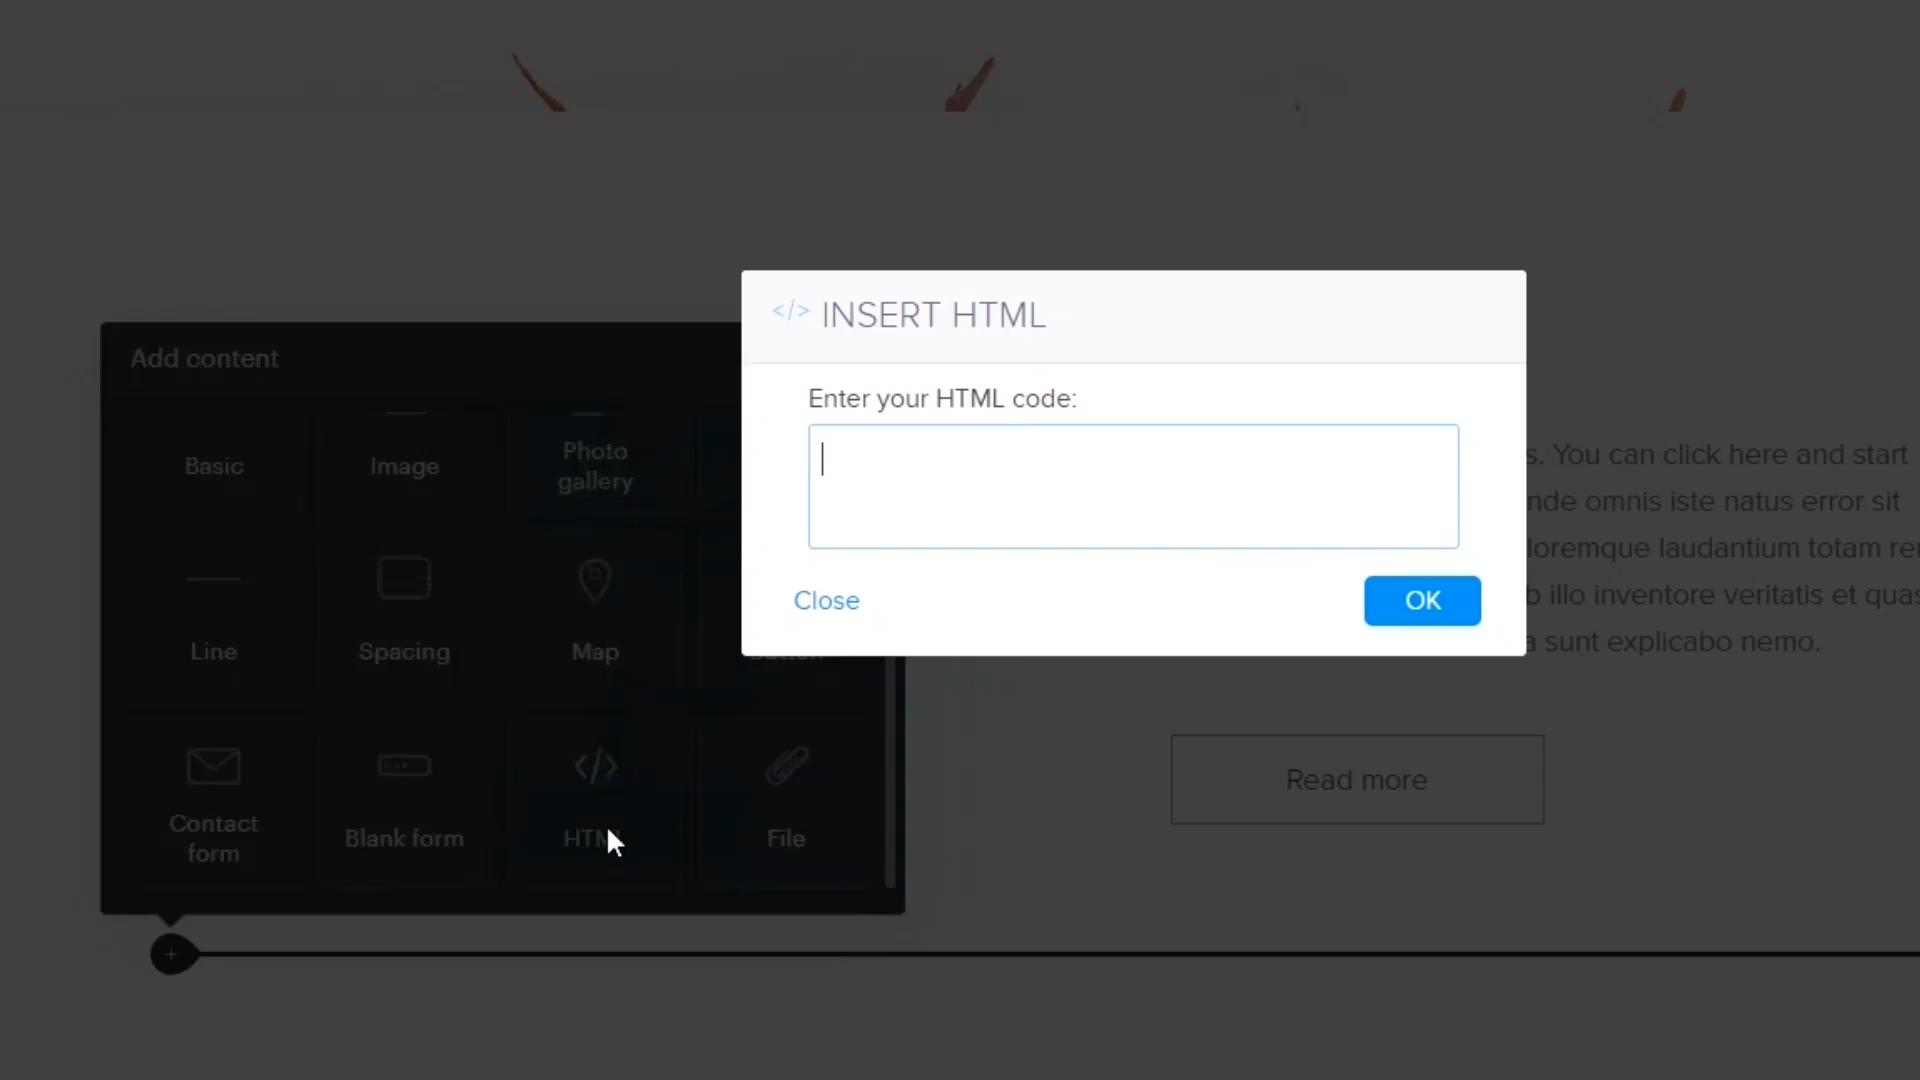 </> INSERT HTML
Enter your HTML code:
Close
OK
Add content
Basic
Image
Photo
gallery
Line
Spacing
Map
Contact
form
Blank form
HTML
File
s. You can click here and start
nde omnis iste natus error sit
loremque laudantium totam
b illo inventore veritatis et
a sunt explicabo nemo.
Read more